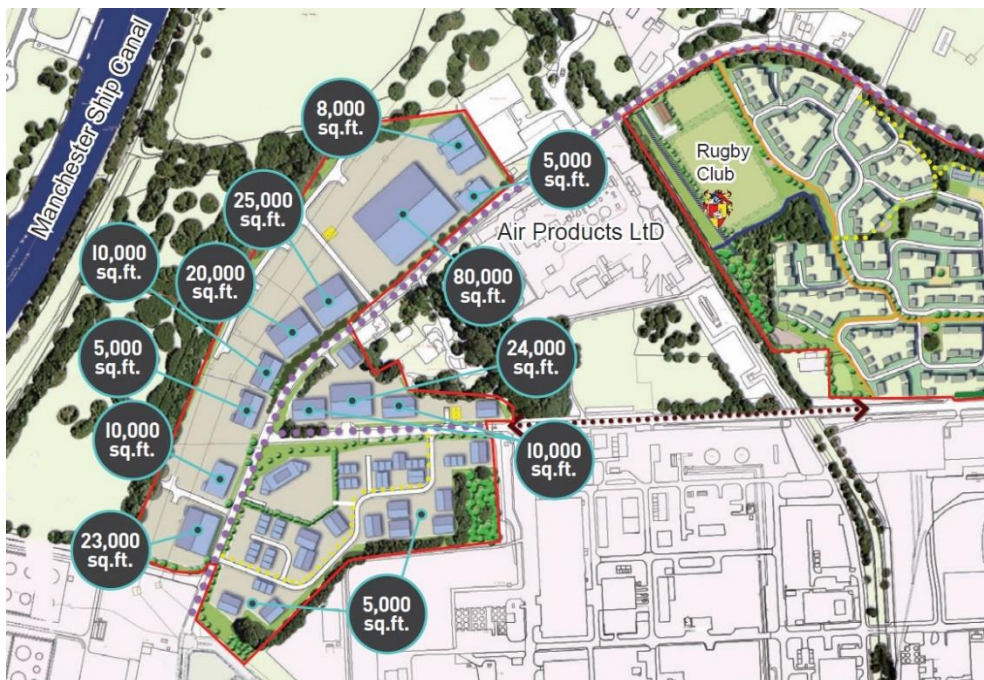 Manchester Ship Canal
8,000
sq.ft.
5,000
sq.ft.
Rugby
Club
25,000
sq.ft.
Air Products LtD
10,000
sq.ft.
20,000
sq.ft.
80,000
sq.ft.
5,000
sq.ft.
24,000
sq.ft.
10,000
sq.ft.
10,000
sq.ft.
23,000
sq.ft.
5,000
sq.ft.